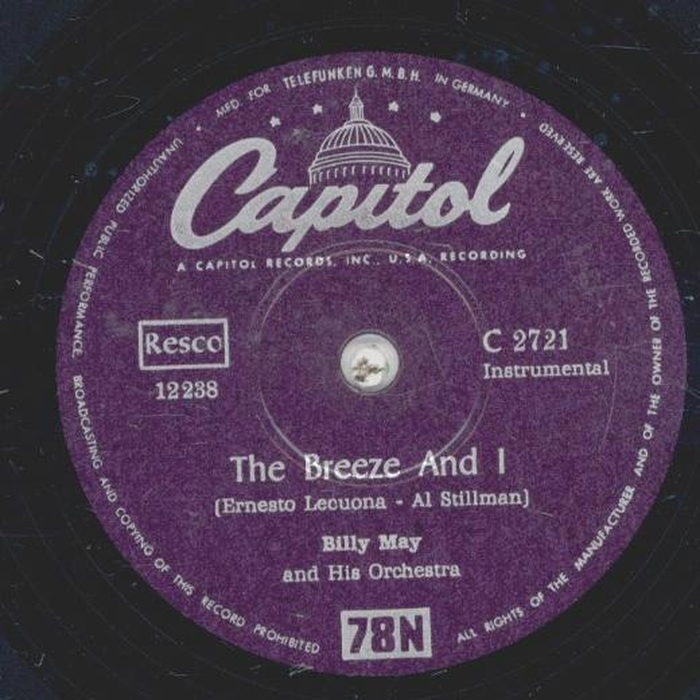 MFD FOR TELEFUNKEN G.M.B.H. IN GERMANY
Capitol
A CAPITOL RECORDS, INC., U.S.A. RECORDING
Resco
12238
C 2721
Instrumental
The Breeze And I
(Ernesto Lecuona - Al Stillman)
Billy May
and His Orchestra
78N
UNAUTHORIZED PUBLIC PERFORMANCE, BROADCASTING AND COPYING OF THIS RECORD PROHIBITED
ALL RIGHTS OF THE MANUFACTURER AND OF THE OWNER OF THE RECORDED WORK ARE RESERVED